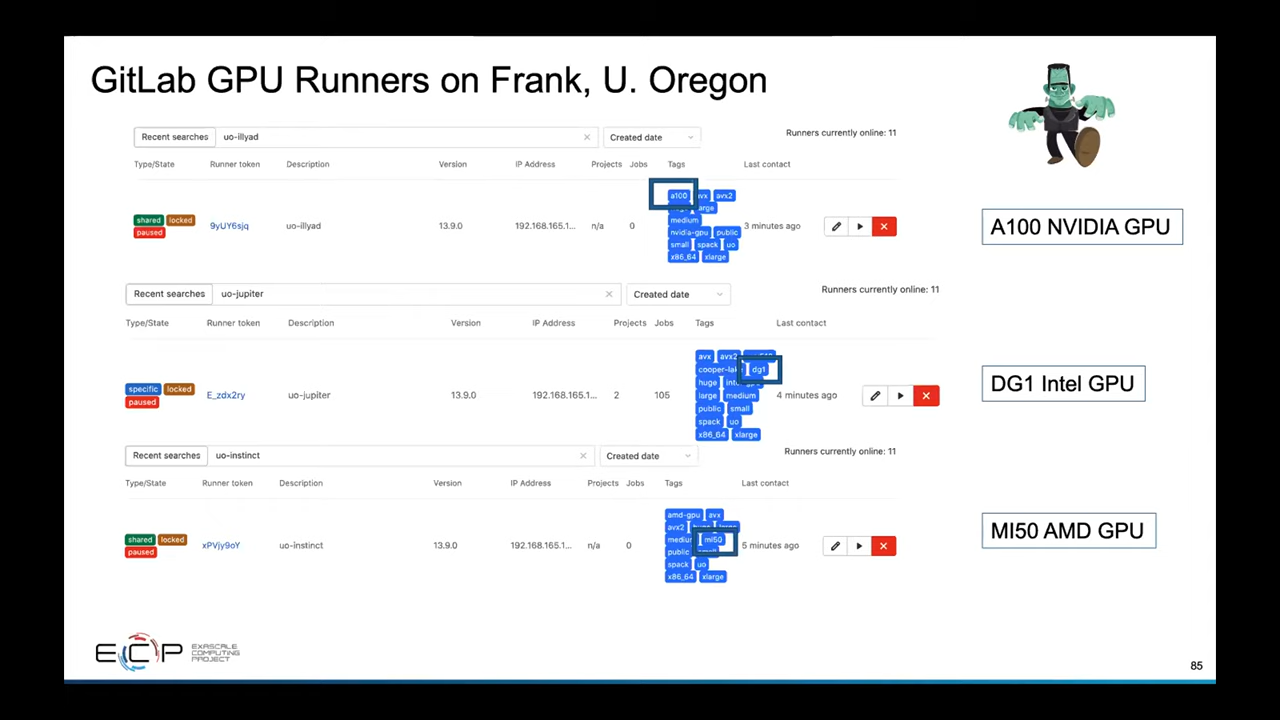 GitLab GPU Runners on Frank, U. Oregon
Recent searches uo-illyad × Created date Runners currently online: 11
Type/State Runner token Description Version IP Address Projects Jobs Tags Last contact
a100 avx avx2
large
shared locked medium
paused 9yUY6sjq uo-illyad 13.9.0 192.168.165.1... n/a 0 nvidia-gpu public 3 minutes ago
small spack uo
x86_64 xlarge
A100 NVIDIA GPU
Recent searches uo-jupiter × Created date Runners currently online: 11
Type/State Runner token Description Version IP Address Projects Jobs Tags Last contact
avx avx2
dg1
huge
specific locked large medium
paused E_zdx2ry uo-jupiter 13.9.0 192.168.165.1... 2 105 public small 4 minutes ago
spack uo
x86_64 xlarge
DG1 Intel GPU
Recent searches uo-instinct × Created date Runners currently online: 11
Type/State Runner token Description Version IP Address Projects Jobs Tags Last contact
amd-gpu avx
avx2 large
shared locked mi50
paused xPVjy9oY uo-instinct 13.9.0 192.168.165.1... n/a 0 public small 5 minutes ago
spack uo
x86_64 xlarge
MI50 AMD GPU
ECP EXASCALE
COMPUTING
PROJECT
85